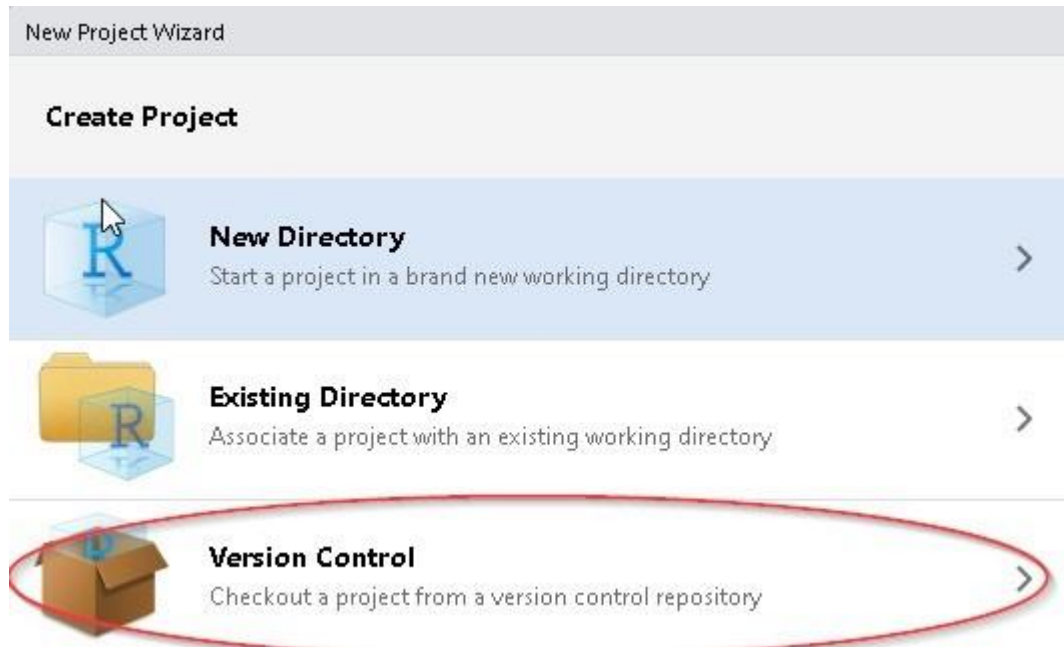 New Project Wizard
Create Project
R
New Directory
Start a project in a brand new working directory
R
Existing Directory
Associate a project with an existing working directory
Version Control
Checkout a project from a version control repository